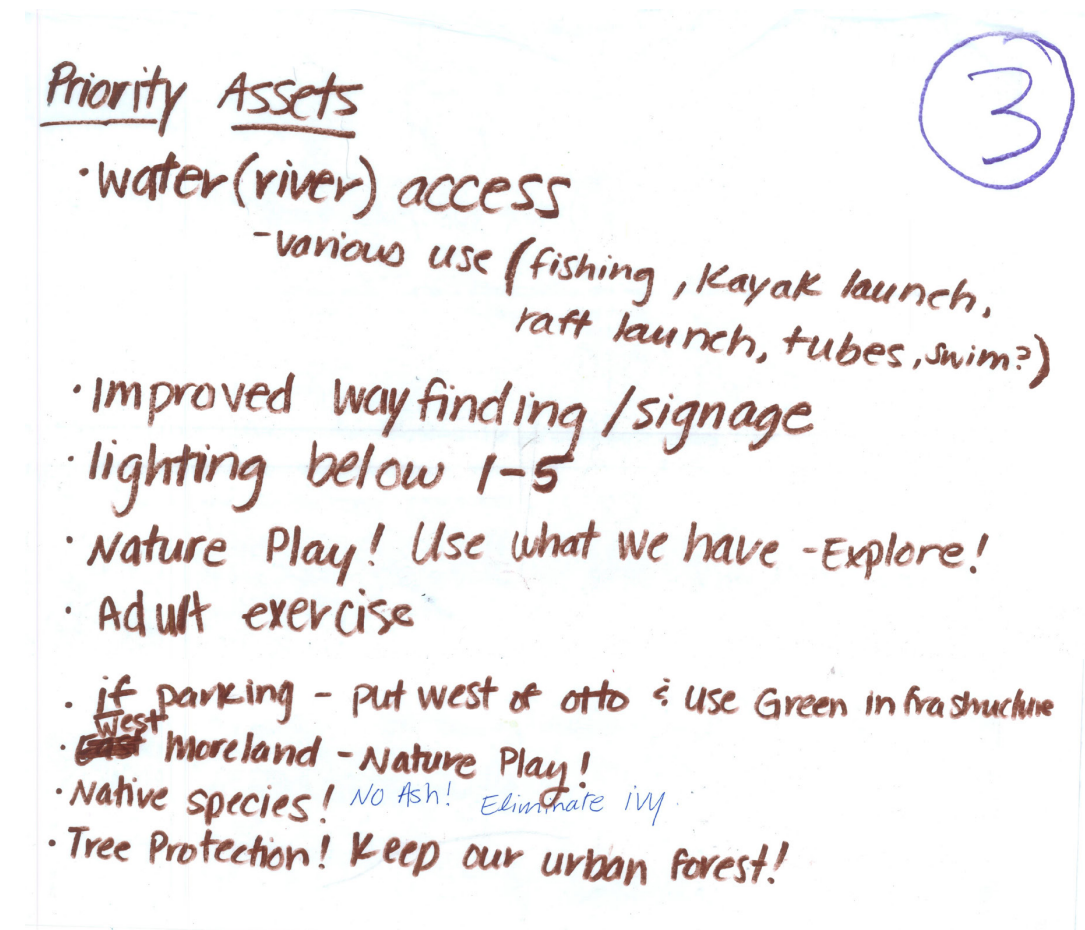 Priority Assets
3
· water (river) access
- various use (fishing, kayak launch,
raft launch, tubes, swim?)
· Improved wayfinding/signage
· lighting below I-5
· Nature Play! Use what we have - Explore!
· Adult exercise
· if parking - put west of otto & use Green infrastructure
West
· East Moreland - Nature Play!
· Native species! No Ash! Eliminate ivy.
· Tree Protection! Keep our urban forest!